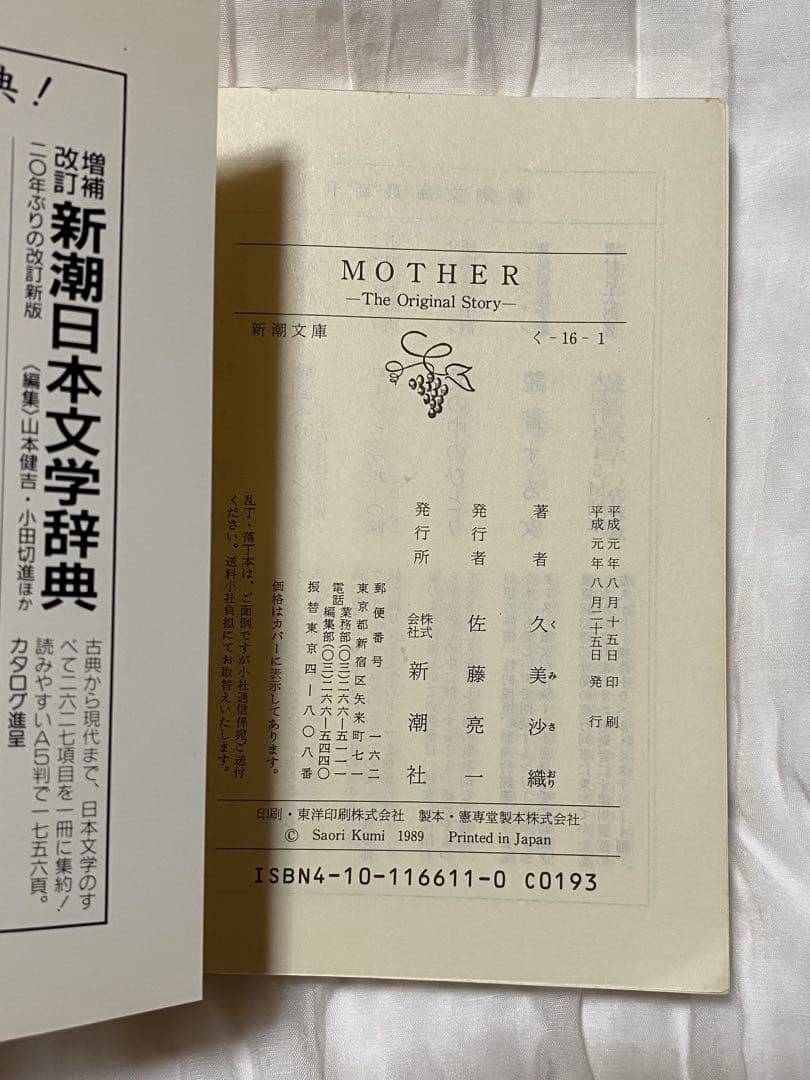 典!
増補
改訂
新潮日本文学辞典
二〇年ぶりの改訂新版
〈編集〉山本健吉・小田切進ほか
古典から現代まで、日本文学のす
べて二六二七項目を一冊に集約!
読みやすいA5判で一七五六頁。
カタログ進呈
MOTHER
—The Original Story—
新潮文庫
く-16-1
平成元年八月十五日印刷
平成元年八月二十五日発行
著者 久美沙織
く み さ おり
発行者 佐藤亮一
発行所 株式会社 新潮社
郵便番号 一六二
東京都新宿区矢来町七一
電話 業務部(〇三)二六六—五一一一
編集部(〇三)二六六—五四四〇
振替 東京四—八〇八番
価格はカバーに表示してあります。
乱丁・落丁本は、ご面倒ですが小社通信係宛ご送付
ください。送料小社負担にてお取替えいたします。
印刷・東洋印刷株式会社 製本・憲専堂製本株式会社
© Saori Kumi 1989 Printed in Japan
ISBN4-10-116611-0 C0193